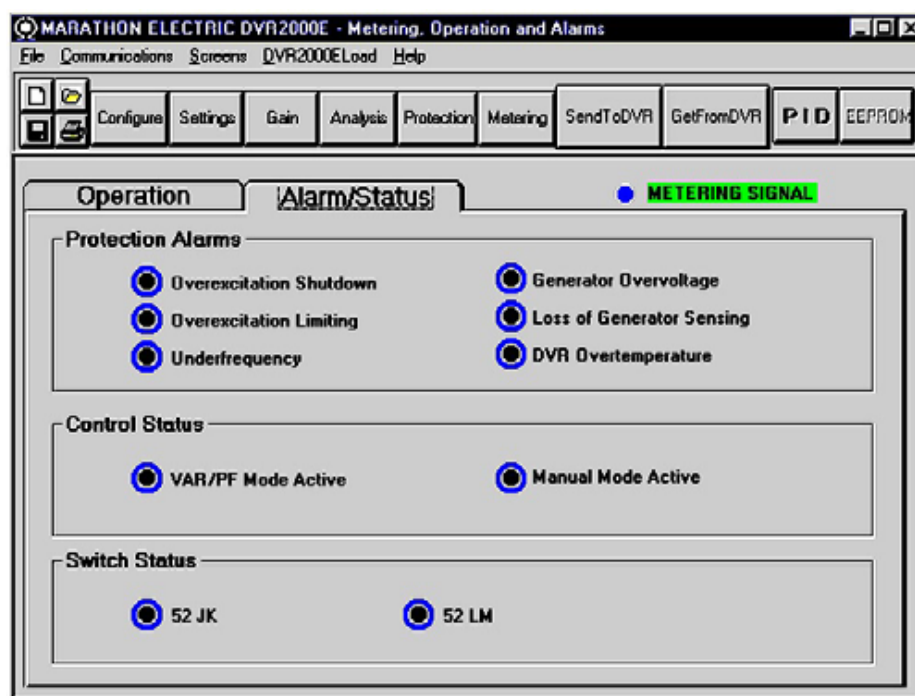 MARATHON ELECTRIC DVR2000E - Metering, Operation and Alarms
File Communications Screens DVR2000ELoad Help
Configure Settings Gain Analysis Protection Metering SendToDVR GetFromDVR PID EEPROM
Operation Alarm/Status METERING SIGNAL
Protection Alarms
Overexcitation Shutdown Generator Overvoltage
Overexcitation Limiting Loss of Generator Sensing
Underfrequency DVR Overtemperature
Control Status
VAR/PF Mode Active Manual Mode Active
Switch Status
52 JK 52 LM